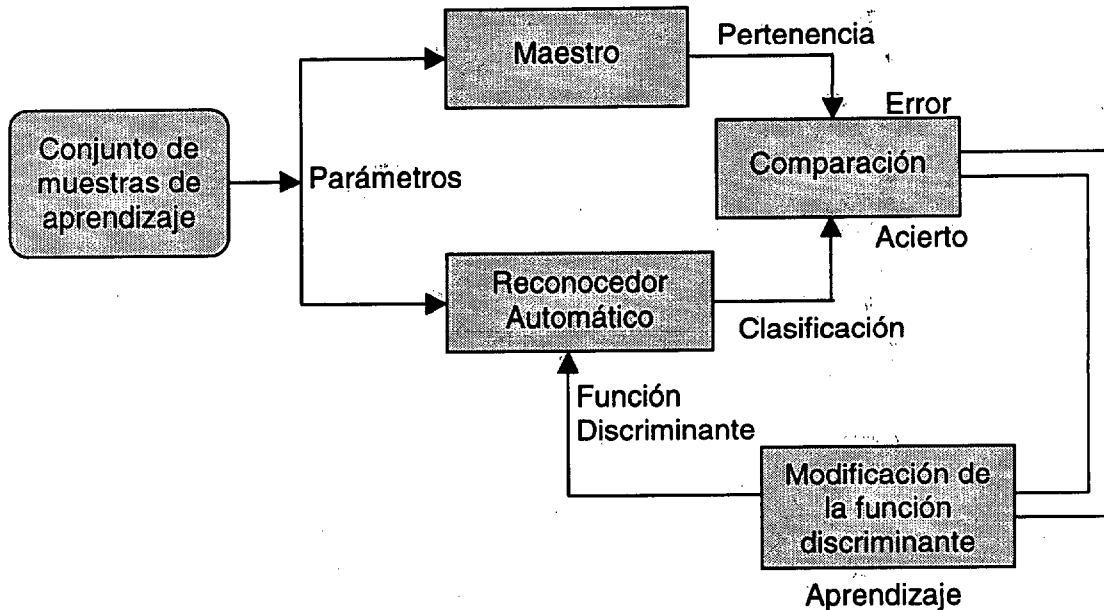 Maestro
Pertenencia
Conjunto de
muestras de
aprendizaje
Parámetros
Error
Comparación
Acierto
Reconocedor
Automático
Clasificación
Función
Discriminante
Modificación de
la función
discriminante
Aprendizaje